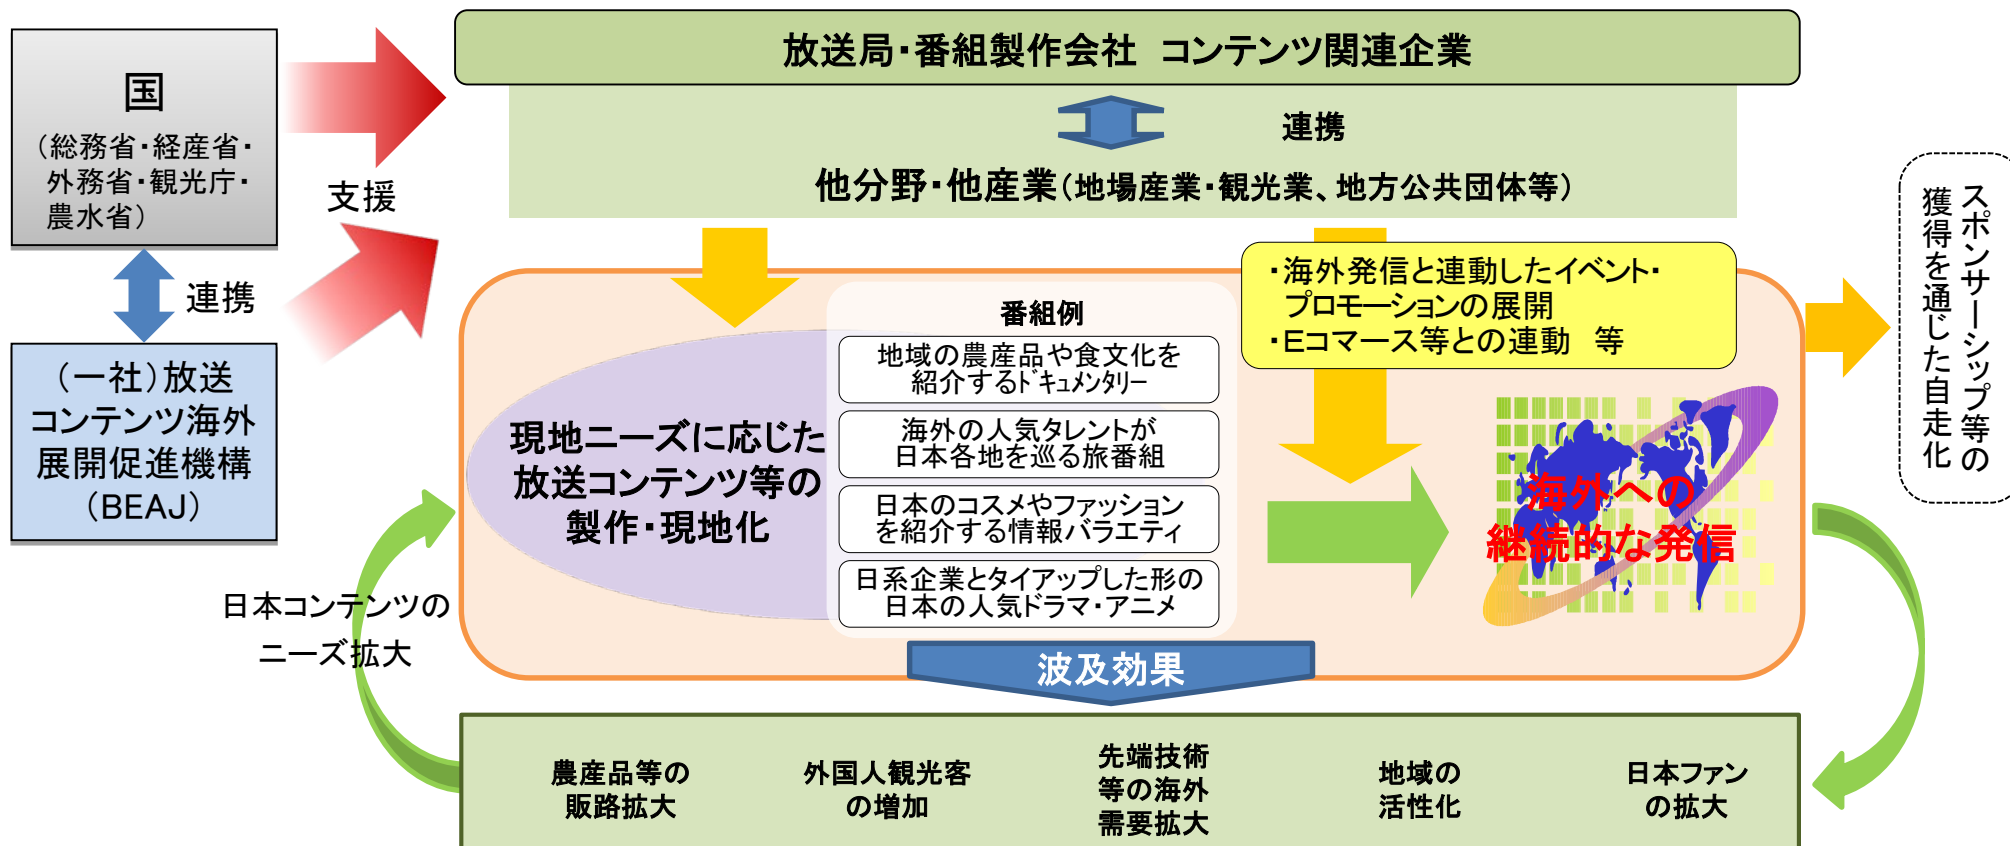 国
（総務省・経産省・
外務省・観光庁・
農水省）
連携
（一社）放送
コンテンツ海外
展開促進機構
（BEAJ）
支援
放送局・番組製作会社 コンテンツ関連企業
連携
他分野・他産業（地場産業・観光業、地方公共団体等）
・海外発信と連動したイベント・
プロモーションの展開
・Eコマース等との連動　等
番組例
地域の農産品や食文化を
紹介するﾄﾞｷｭﾒﾝﾀﾘｰ
海外の人気タレントが
日本各地を巡る旅番組
日本のコスメやファッション
を紹介する情報バラエティ
日系企業とタイアップした形の
日本の人気ドラマ・アニメ
現地ニーズに応じた
放送コンテンツ等の
製作・現地化
海外への
継続的な発信
スポンサーシップ等の
獲得を通じた自走化
日本コンテンツの
ニーズ拡大
波及効果
農産品等の
販路拡大
外国人観光客
の増加
先端技術
等の海外
需要拡大
地域の
活性化
日本ファン
の拡大